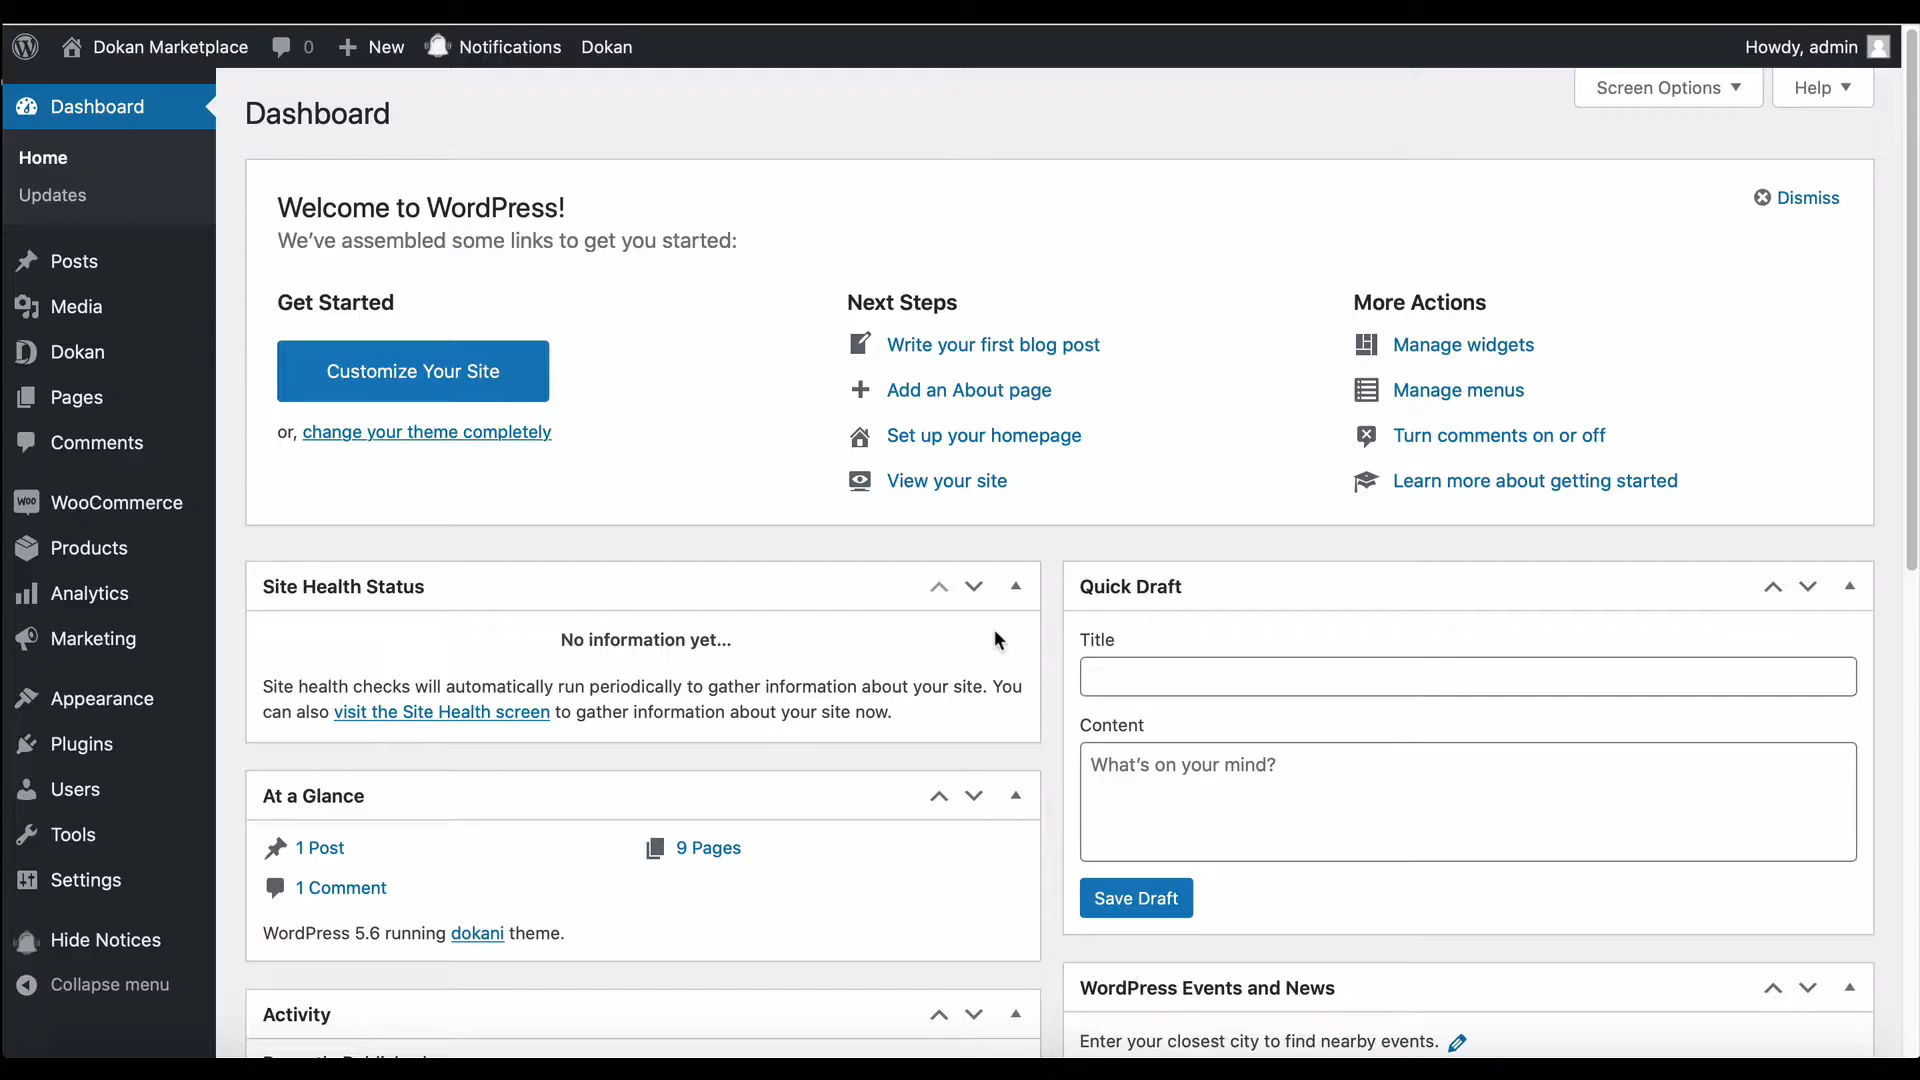 Dokan Marketplace 0 New Notifications Dokan Howdy, admin
Dashboard
Home
Updates
Posts
Media
Dokan
Pages
Comments
WOO WooCommerce
Products
Analytics
Marketing
Appearance
Plugins
Users
Tools
Settings
Hide Notices
Collapse menu
Screen Options Help
Dashboard
Welcome to WordPress!
Dismiss
We've assembled some links to get you started:
Get Started
Customize Your Site
or, change your theme completely
Next Steps
Write your first blog post
Add an About page
Set up your homepage
View your site
More Actions
Manage widgets
Manage menus
Turn comments on or off
Learn more about getting started
Site Health Status
No information yet...
Site health checks will automatically run periodically to gather information about your site. You
can also visit the Site Health screen to gather information about your site now.
At a Glance
1 Post 9 Pages
1 Comment
WordPress 5.6 running dokani theme.
Activity
Quick Draft
Title
Content
What's on your mind?
Save Draft
WordPress Events and News
Enter your closest city to find nearby events.